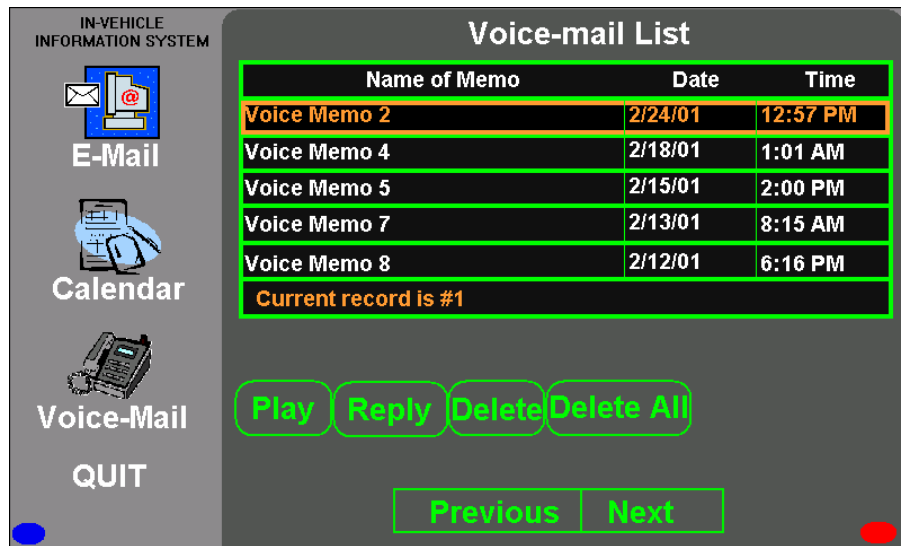 IN-VEHICLE
INFORMATION SYSTEM
@
E-Mail
Calendar
Voice-Mail
QUIT
Voice-mail List
Name of Memo Date Time
Voice Memo 2 2/24/01 12:57 PM
Voice Memo 4 2/18/01 1:01 AM
Voice Memo 5 2/15/01 2:00 PM
Voice Memo 7 2/13/01 8:15 AM
Voice Memo 8 2/12/01 6:16 PM
Current record is #1
Play Reply Delete Delete All
Previous Next